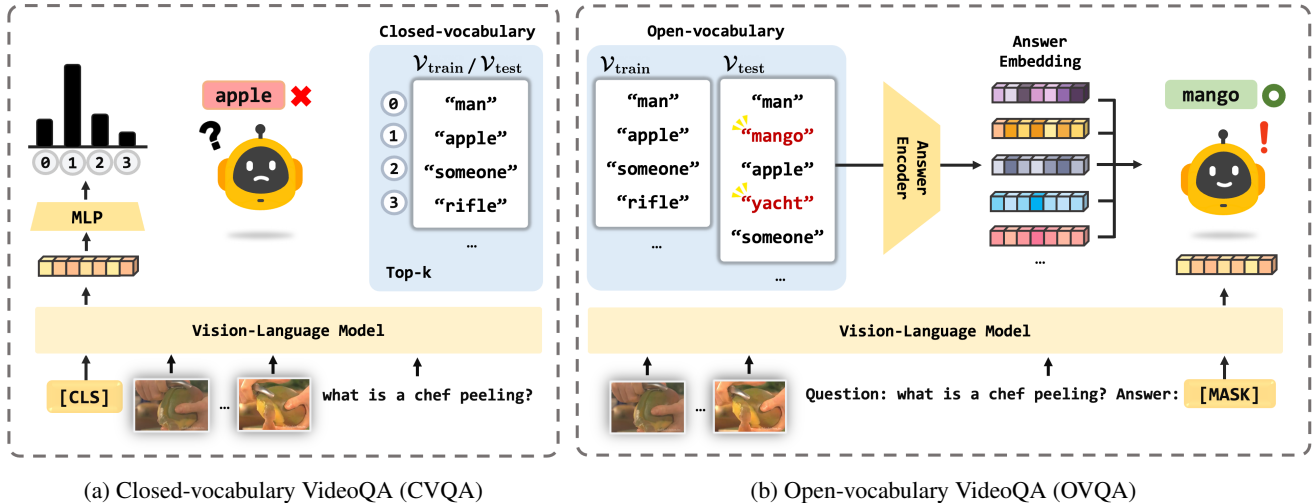 Closed-vocabulary
𝒱train / 𝒱test
0 "man"
1 "apple"
2 "someone"
3 "rifle"
...
Top-k
apple
?
0 1 2 3
MLP
Vision-Language Model
[CLS]
...
what is a chef peeling?
(a) Closed-vocabulary VideoQA (CVQA)
Open-vocabulary
𝒱train
"man"
"apple"
"someone"
"rifle"
...
𝒱test
"man"
"mango"
"apple"
"yacht"
"someone"
...
Answer
Encoder
Answer
Embedding
...
mango
!
Vision-Language Model
...
Question: what is a chef peeling? Answer: [MASK]
(b) Open-vocabulary VideoQA (OVQA)